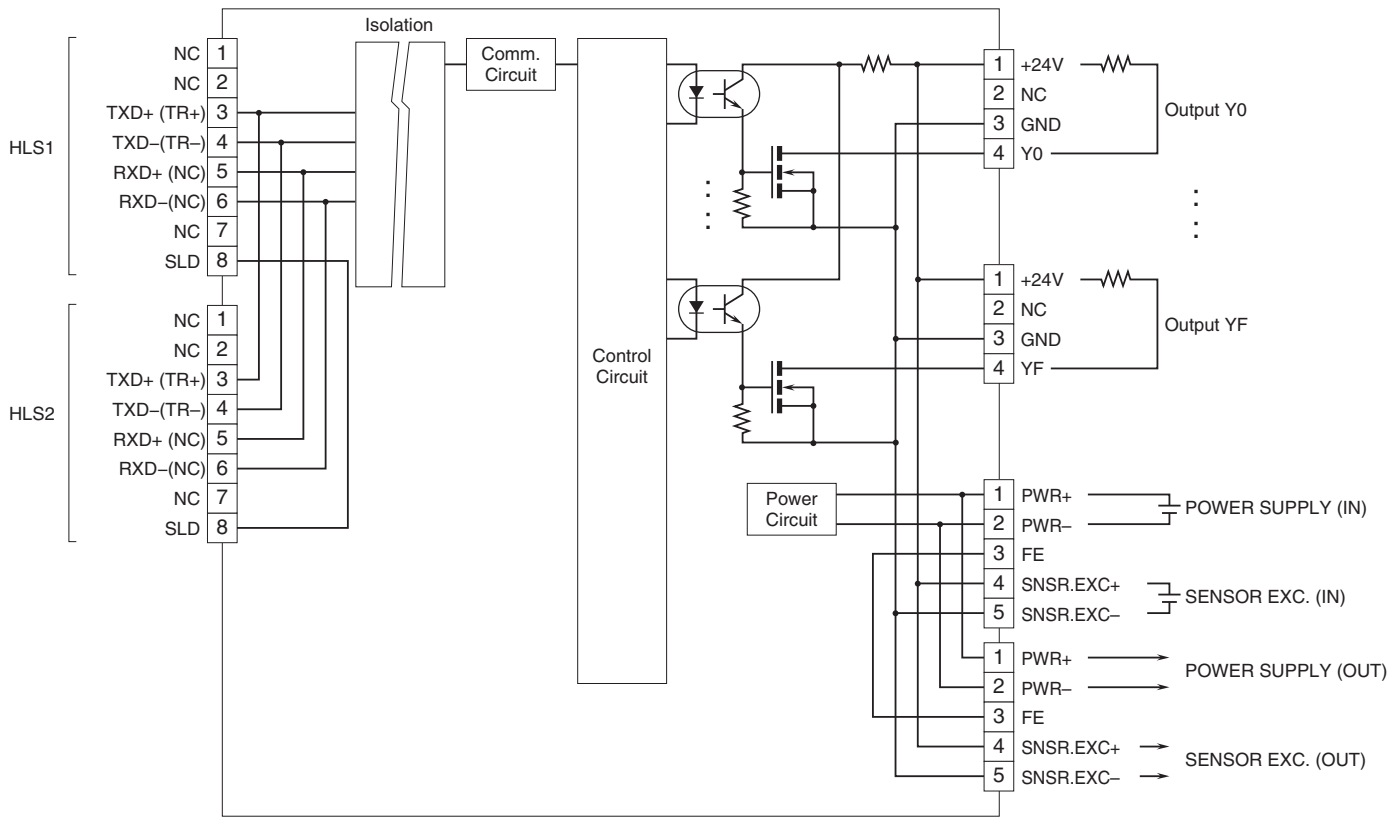 Isolation
HLS1
NC 1
NC 2
TXD+ (TR+) 3
TXD–(TR–) 4
RXD+ (NC) 5
RXD–(NC) 6
NC 7
SLD 8
HLS2
NC 1
NC 2
TXD+ (TR+) 3
TXD–(TR–) 4
RXD+ (NC) 5
RXD–(NC) 6
NC 7
SLD 8
Comm.
Circuit
Control
Circuit
Power
Circuit
1 +24V
2 NC
3 GND
4 Y0
Output Y0
1 +24V
2 NC
3 GND
4 YF
Output YF
1 PWR+
2 PWR–
3 FE
4 SNSR.EXC+
5 SNSR.EXC–
POWER SUPPLY (IN)
SENSOR EXC. (IN)
1 PWR+
2 PWR–
3 FE
4 SNSR.EXC+
5 SNSR.EXC–
POWER SUPPLY (OUT)
SENSOR EXC. (OUT)